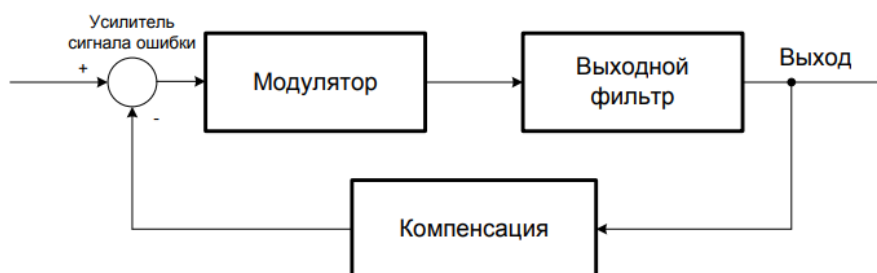 Усилитель
сигнала ошибки
+
-
Модулятор
Выходной
фильтр
Выход
Компенсация